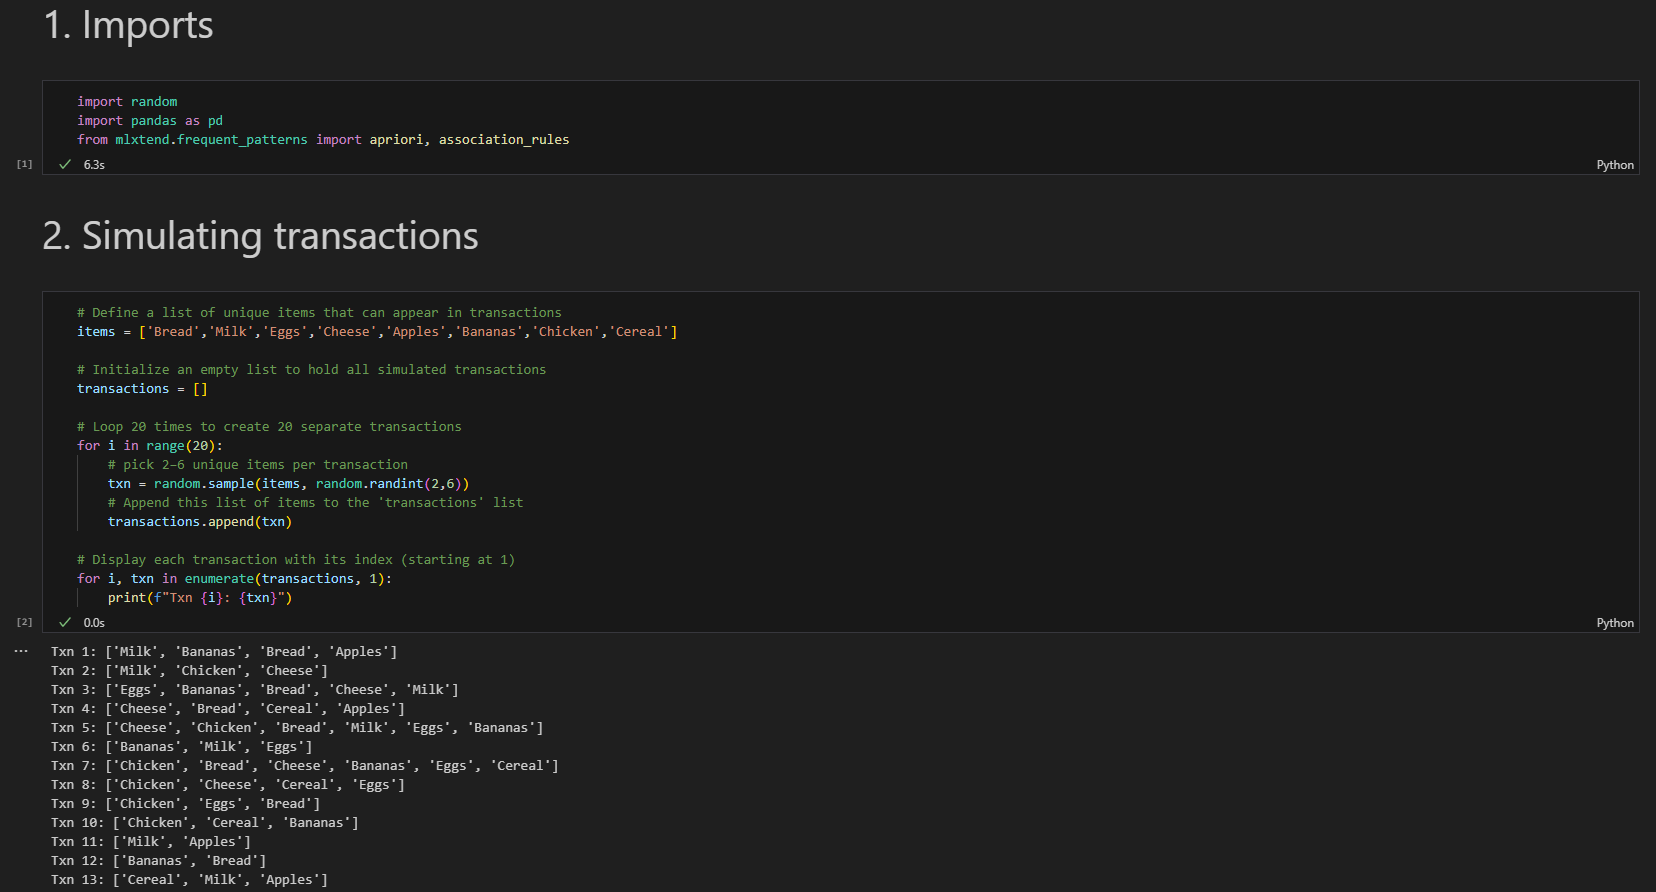 1. Imports
import random
import pandas as pd
from mlxtend.frequent_patterns import apriori, association_rules
[1]
6.3s
Python
2. Simulating transactions
# Define a list of unique items that can appear in transactions
items = ['Bread','Milk','Eggs','Cheese','Apples','Bananas','Chicken','Cereal']
# Initialize an empty list to hold all simulated transactions
transactions = []
# Loop 20 times to create 20 separate transactions
for i in range(20):
    # pick 2–6 unique items per transaction
    txn = random.sample(items, random.randint(2,6))
    # Append this list of items to the 'transactions' list
    transactions.append(txn)
# Display each transaction with its index (starting at 1)
for i, txn in enumerate(transactions, 1):
    print(f"Txn {i}: {txn}")
[2]
0.0s
Python
...
Txn 1: ['Milk', 'Bananas', 'Bread', 'Apples']
Txn 2: ['Milk', 'Chicken', 'Cheese']
Txn 3: ['Eggs', 'Bananas', 'Bread', 'Cheese', 'Milk']
Txn 4: ['Cheese', 'Bread', 'Cereal', 'Apples']
Txn 5: ['Cheese', 'Chicken', 'Bread', 'Milk', 'Eggs', 'Bananas']
Txn 6: ['Bananas', 'Milk', 'Eggs']
Txn 7: ['Chicken', 'Bread', 'Cheese', 'Bananas', 'Eggs', 'Cereal']
Txn 8: ['Chicken', 'Cheese', 'Cereal', 'Eggs']
Txn 9: ['Chicken', 'Eggs', 'Bread']
Txn 10: ['Chicken', 'Cereal', 'Bananas']
Txn 11: ['Milk', 'Apples']
Txn 12: ['Bananas', 'Bread']
Txn 13: ['Cereal', 'Milk', 'Apples']